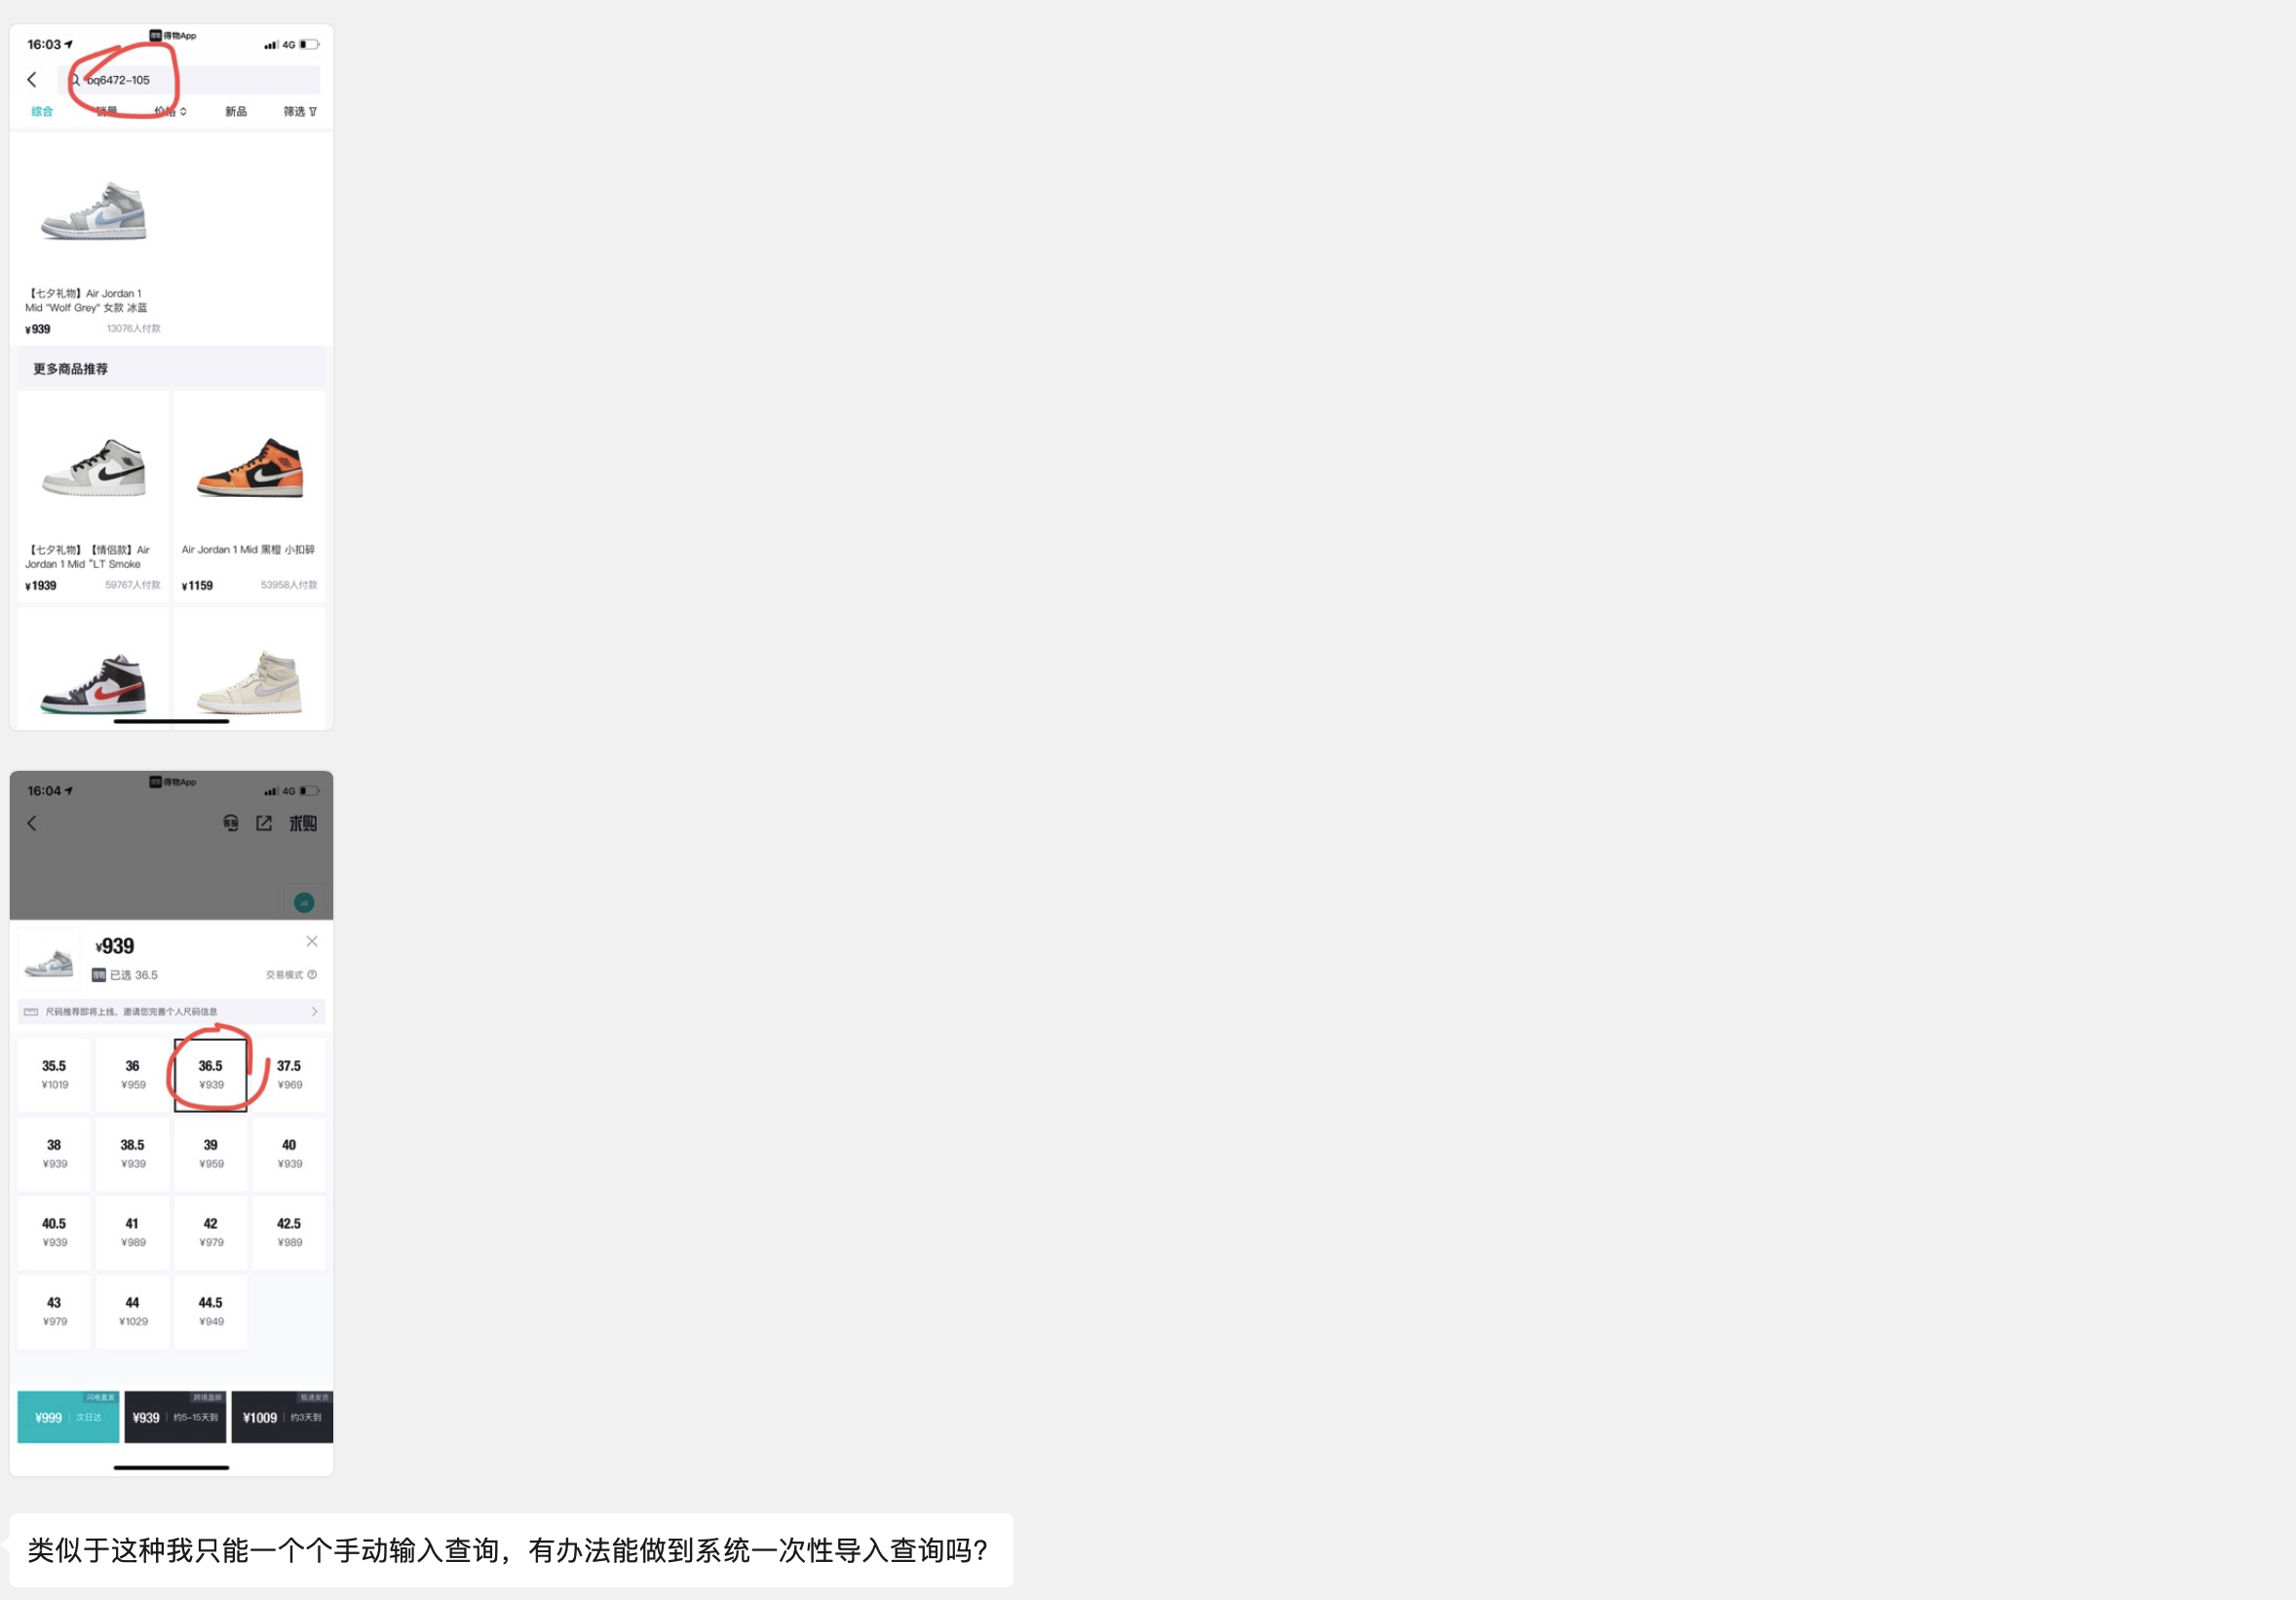 得物App
16:03
4G
bq6472-105
综合 销量 价格 新品 筛选
【七夕礼物】Air Jordan 1
Mid "Wolf Grey" 女款 冰蓝
¥939 13076人付款
更多商品推荐
【七夕礼物】【情侣款】Air
Jordan 1 Mid "LT Smoke
¥1939 59767人付款
Air Jordan 1 Mid 黑橙 小扣碎
¥1159 53958人付款
得物App
16:04
4G
客服 求购
¥939
得物 已选 36.5 交易模式
尺码推荐即将上线，邀请您完善个人尺码信息
35.5 36 36.5 37.5
¥1019 ¥959 ¥939 ¥969
38 38.5 39 40
¥939 ¥939 ¥959 ¥939
40.5 41 42 42.5
¥939 ¥989 ¥979 ¥989
43 44 44.5
¥979 ¥1029 ¥949
闪电直发 跨境直邮 极速发货
¥999 次日达 ¥939 约5-15天到 ¥1009 约3天到
类似于这种我只能一个个手动输入查询，有办法能做到系统一次性导入查询吗？